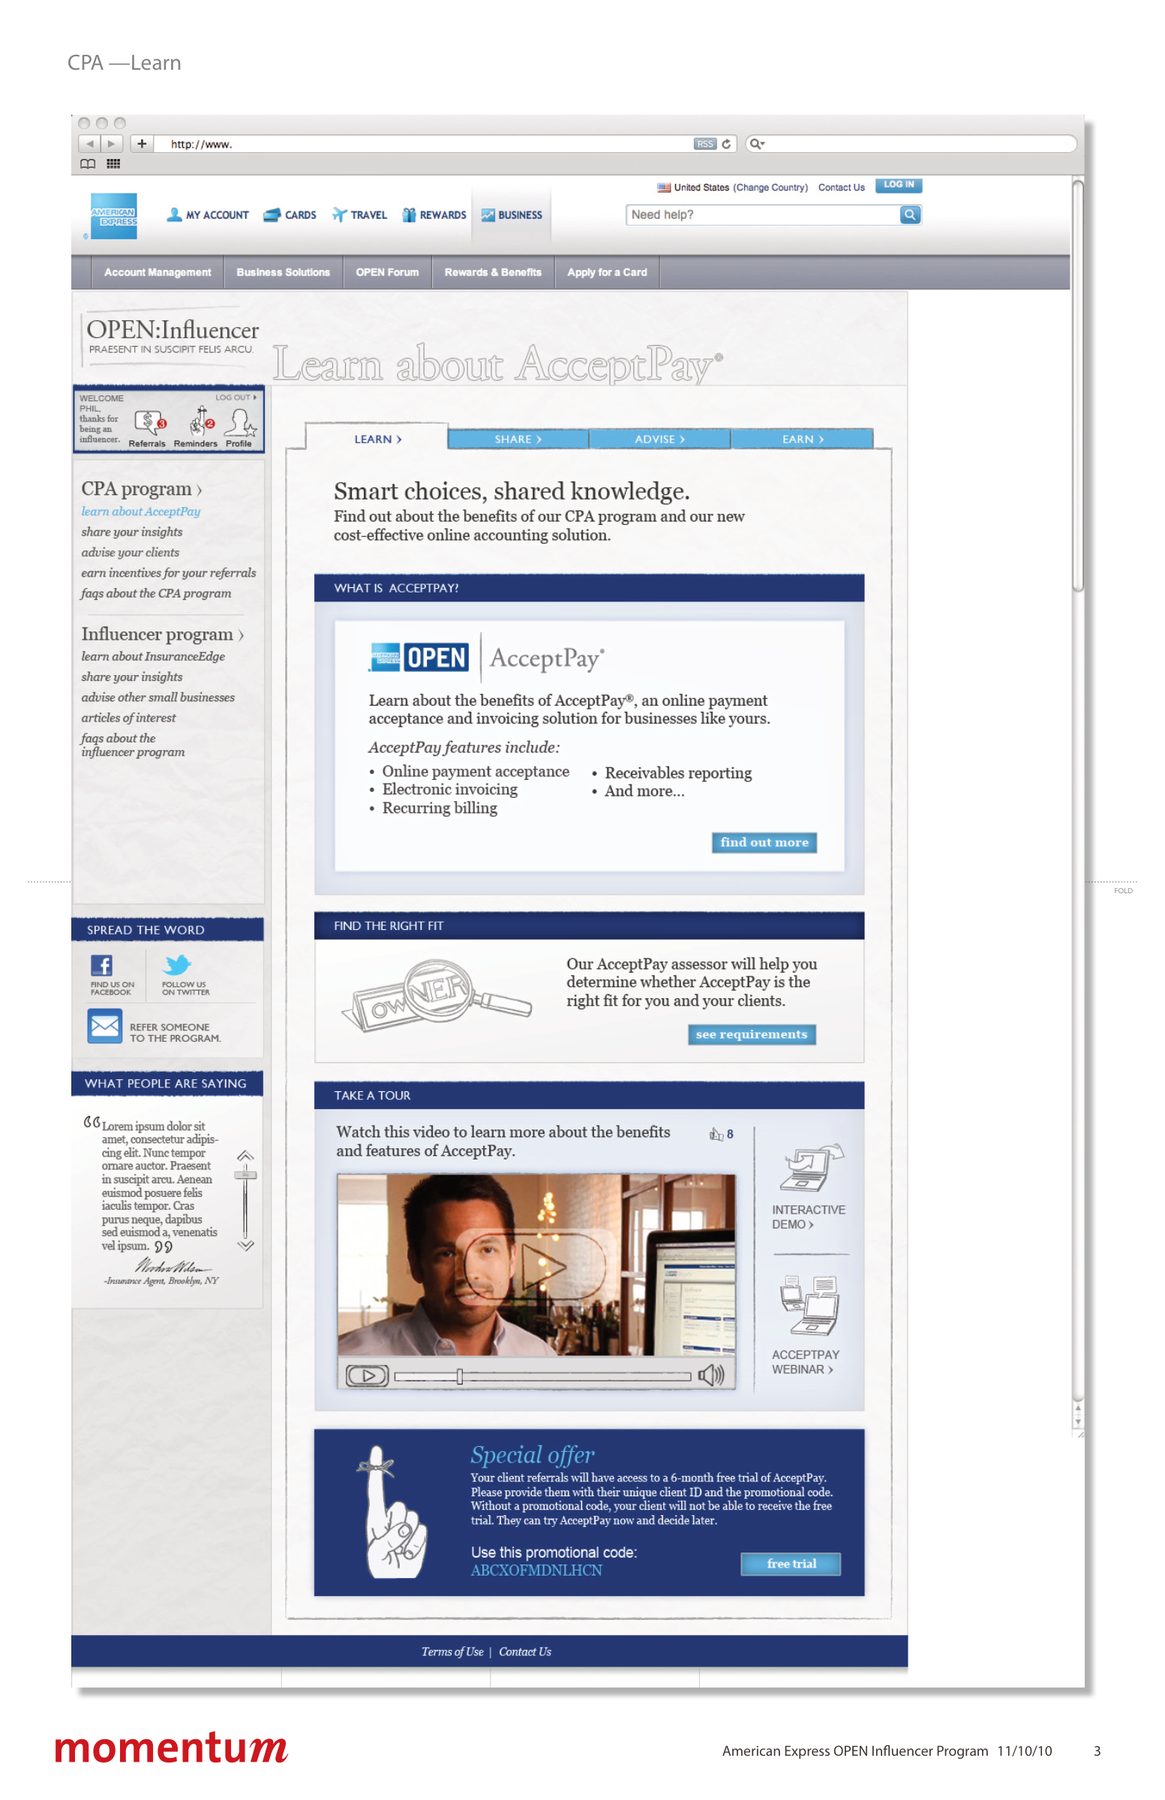 CPA —Learn
http://www.
RSS
United States (Change Country) Contact Us LOG IN
AMERICAN EXPRESS
®
MY ACCOUNT CARDS TRAVEL REWARDS BUSINESS
Need help?
Account Management Business Solutions OPEN Forum Rewards & Benefits Apply for a Card
OPEN:Influencer
PRAESENT IN SUSCIPIT FELIS ARCU.
Learn about AcceptPay®
WELCOME
PHIL,
thanks for
being an
influencer.
LOG OUT
3
2
Referrals Reminders Profile
LEARN › SHARE › ADVISE › EARN ›
CPA program ›
learn about AcceptPay
share your insights
advise your clients
earn incentives for your referrals
faqs about the CPA program
Influencer program ›
learn about InsuranceEdge
share your insights
advise other small businesses
articles of interest
faqs about the
influencer program
Smart choices, shared knowledge.
Find out about the benefits of our CPA program and our new
cost-effective online accounting solution.
WHAT IS ACCEPTPAY?
AMERICAN EXPRESS OPEN AcceptPay®
Learn about the benefits of AcceptPay®, an online payment
acceptance and invoicing solution for businesses like yours.
AcceptPay features include:
• Online payment acceptance
• Electronic invoicing
• Recurring billing
• Receivables reporting
• And more...
find out more
FOLD
SPREAD THE WORD
FIND US ON
FACEBOOK
FOLLOW US
ON TWITTER
REFER SOMEONE
TO THE PROGRAM.
FIND THE RIGHT FIT
OWNER
Our AcceptPay assessor will help you
determine whether AcceptPay is the
right fit for you and your clients.
see requirements
WHAT PEOPLE ARE SAYING
“Lorem ipsum dolor sit
amet, consectetur adipis-
cing elit. Nunc tempor
ornare auctor. Praesent
in suscipit arcu. Aenean
euismod posuere felis
iaculis tempor. Cras
purus neque, dapibus
sed euismod a, venenatis
vel ipsum. ”
-Insurance Agent, Brooklyn, NY
TAKE A TOUR
Watch this video to learn more about the benefits
and features of AcceptPay.
8
INTERACTIVE
DEMO ›
ACCEPTPAY
WEBINAR ›
Special offer
Your client referrals will have access to a 6-month free trial of AcceptPay.
Please provide them with their unique client ID and the promotional code.
Without a promotional code, your client will not be able to receive the free
trial. They can try AcceptPay now and decide later.
Use this promotional code:
ABCXOFMDNLHCN
free trial
Terms of Use | Contact Us
momentum
American Express OPEN Influencer Program 11/10/10 3